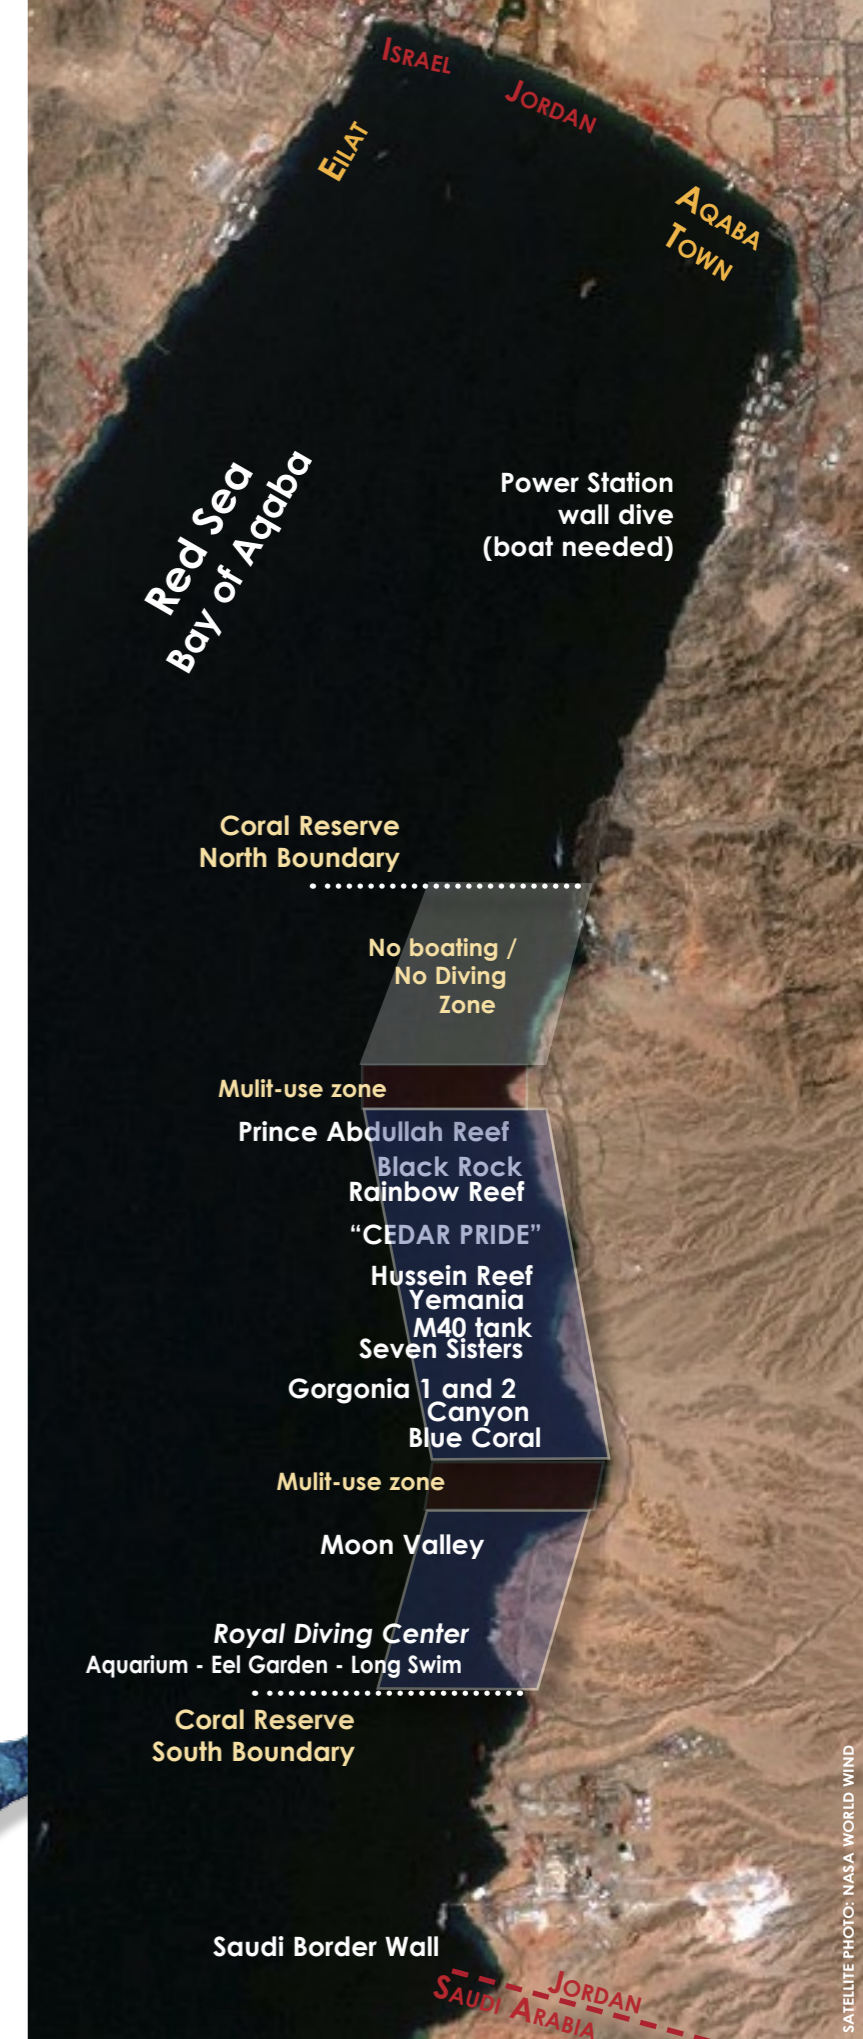 ISRAEL
JORDAN
EILAT
AQABA
TOWN
Red Sea
Bay of Aqaba
Power Station
wall dive
(boat needed)
Coral Reserve
North Boundary
No boating /
No Diving
Zone
Mulit-use zone
Prince Abdullah Reef
Black Rock
Rainbow Reef
“CEDAR PRIDE”
Hussein Reef
Yemania
M40 tank
Seven Sisters
Gorgonia 1 and 2
Canyon
Blue Coral
Mulit-use zone
Moon Valley
Royal Diving Center
Aquarium - Eel Garden - Long Swim
Coral Reserve
South Boundary
Saudi Border Wall
JORDAN
SAUDI ARABIA
SATELLITE PHOTO: NASA WORLD WIND